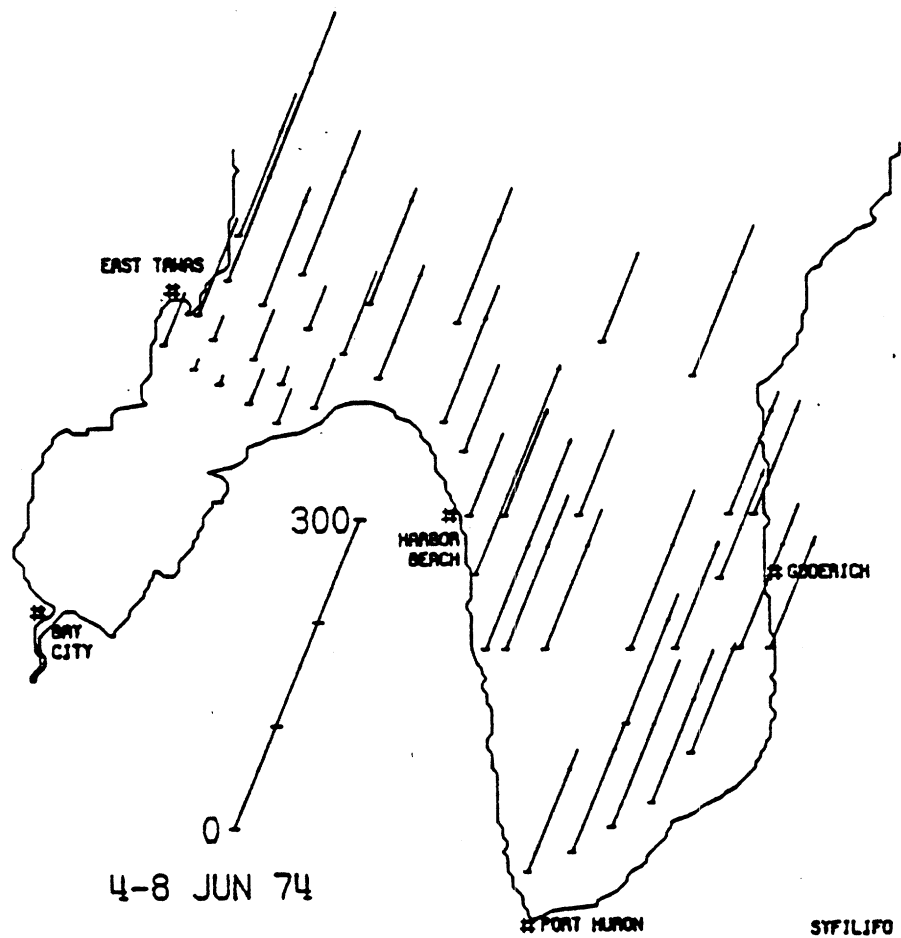 EAST TAWAS
#
300
#
HARBOR
BEACH
# GODERICH
#
BAY
CITY
0
4-8 JUN 74
# PORT HURON
SYFILIFO